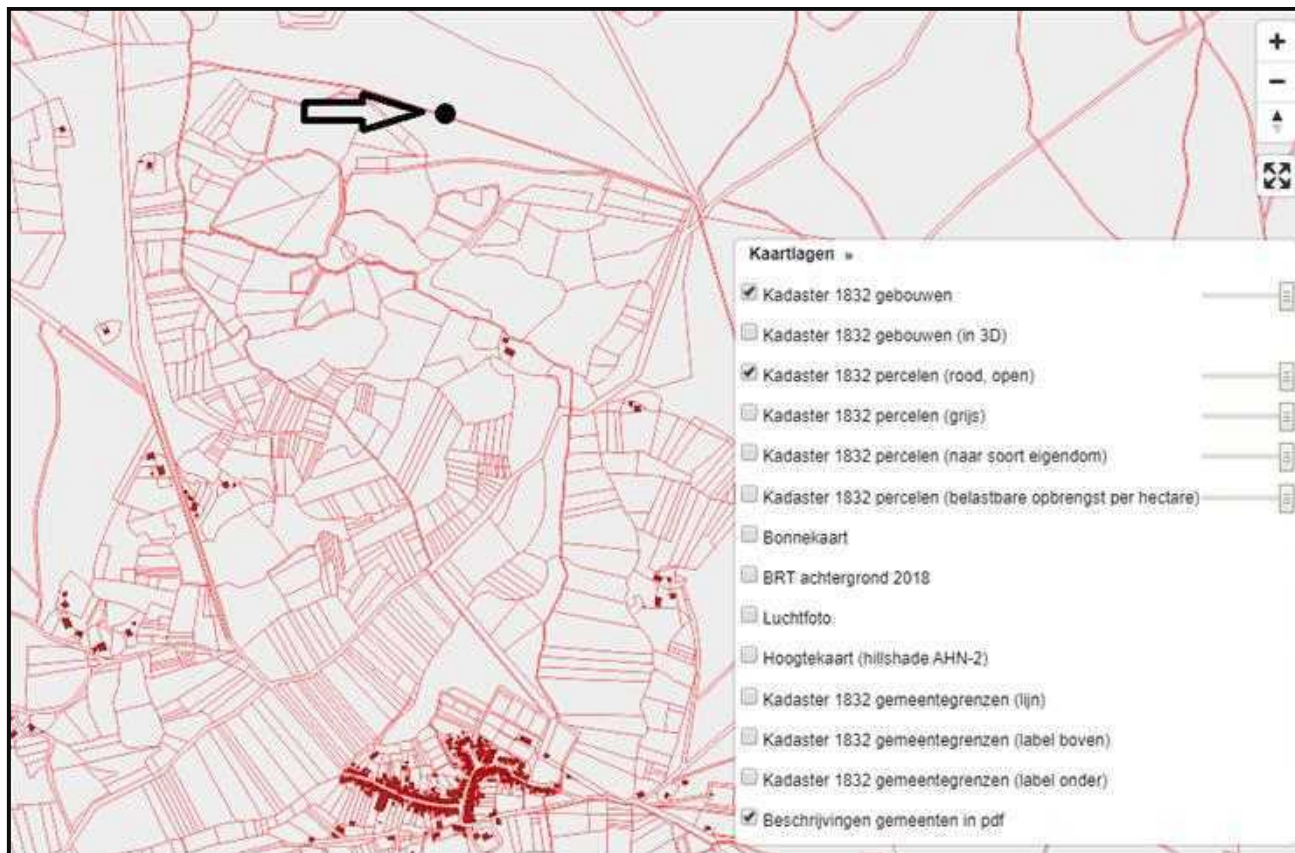 +
−
Kaartlagen »
Kadaster 1832 gebouwen
Kadaster 1832 gebouwen (in 3D)
Kadaster 1832 percelen (rood, open)
Kadaster 1832 percelen (grijs)
Kadaster 1832 percelen (naar soort eigendom)
Kadaster 1832 percelen (belastbare opbrengst per hectare)
Bonnekaart
BRT achtergrond 2018
Luchtfoto
Hoogtekaart (hillshade AHN-2)
Kadaster 1832 gemeentegrenzen (lijn)
Kadaster 1832 gemeentegrenzen (label boven)
Kadaster 1832 gemeentegrenzen (label onder)
Beschrijvingen gemeenten in pdf